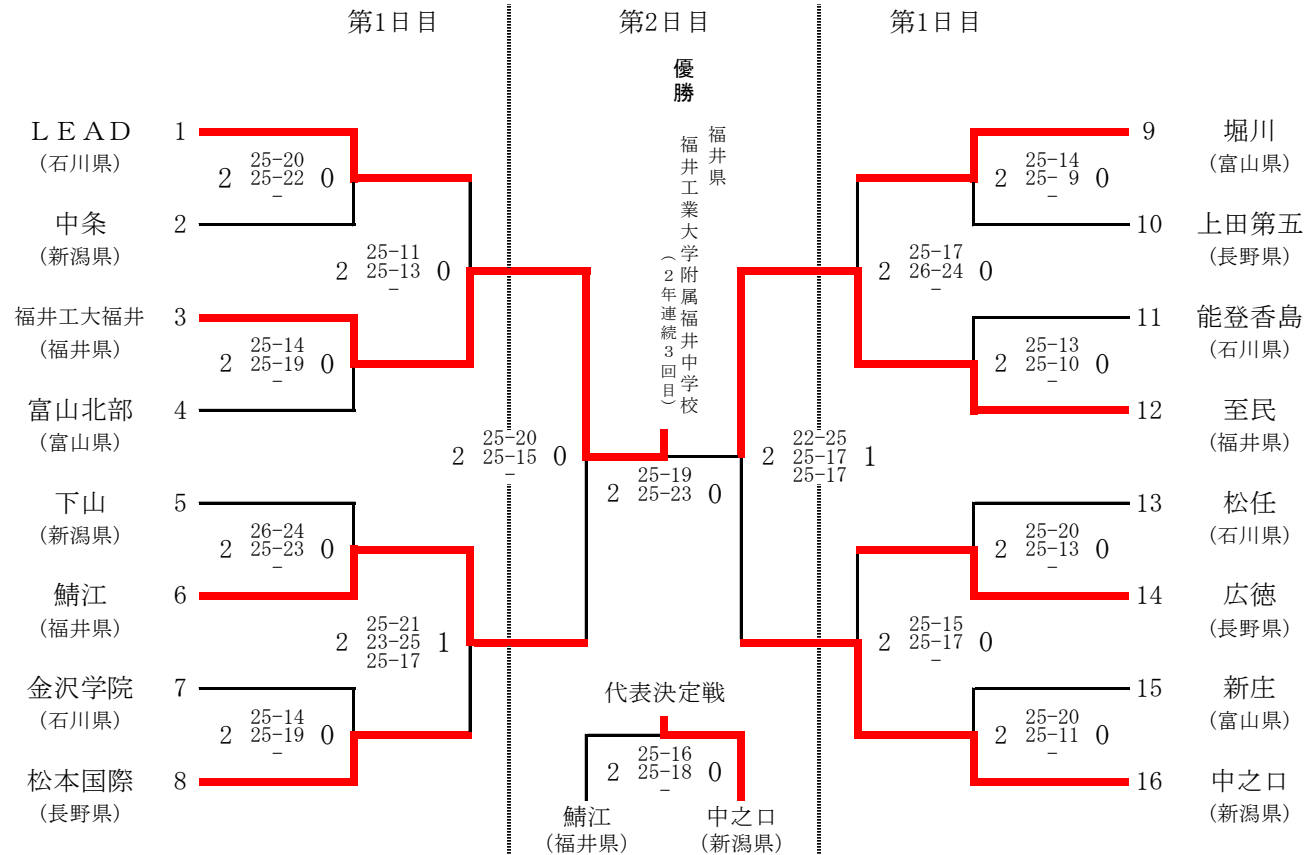 第1日目
第2日目
第1日目
優勝
福井県
福井工業大学附属福井中学校
（２年連続３回目）
ＬＥＡＤ 1
(石川県)
2 25-20 0
25-22
-
中条 2
(新潟県)
2 25-11 0
25-13
-
福井工大福井 3
(福井県)
2 25-14 0
25-19
-
富山北部 4
(富山県)
2 25-20 0
25-15
-
下山 5
(新潟県)
2 26-24 0
25-23
-
鯖江 6
(福井県)
2 25-21 1
23-25
25-17
金沢学院 7
(石川県)
2 25-14 0
25-19
-
松本国際 8
(長野県)
2 25-19 0
25-23
代表決定戦
2 25-16 0
25-18
-
鯖江
(福井県)
中之口
(新潟県)
9 堀川
(富山県)
2 25-14 0
25- 9
-
10 上田第五
(長野県)
2 25-17 0
26-24
-
11 能登香島
(石川県)
2 25-13 0
25-10
-
12 至民
(福井県)
2 22-25 1
25-17
25-17
13 松任
(石川県)
2 25-20 0
25-13
-
14 広徳
(長野県)
2 25-15 0
25-17
-
15 新庄
(富山県)
2 25-20 0
25-11
-
16 中之口
(新潟県)